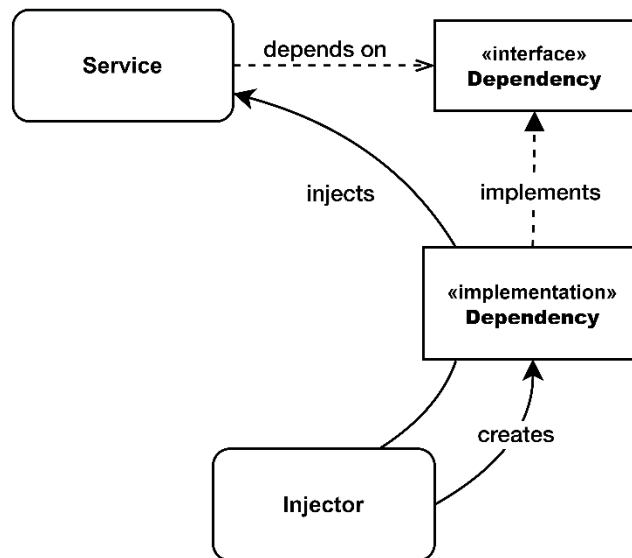 Service
depends on
«interface»
Dependency
injects
implements
«implementation»
Dependency
creates
Injector